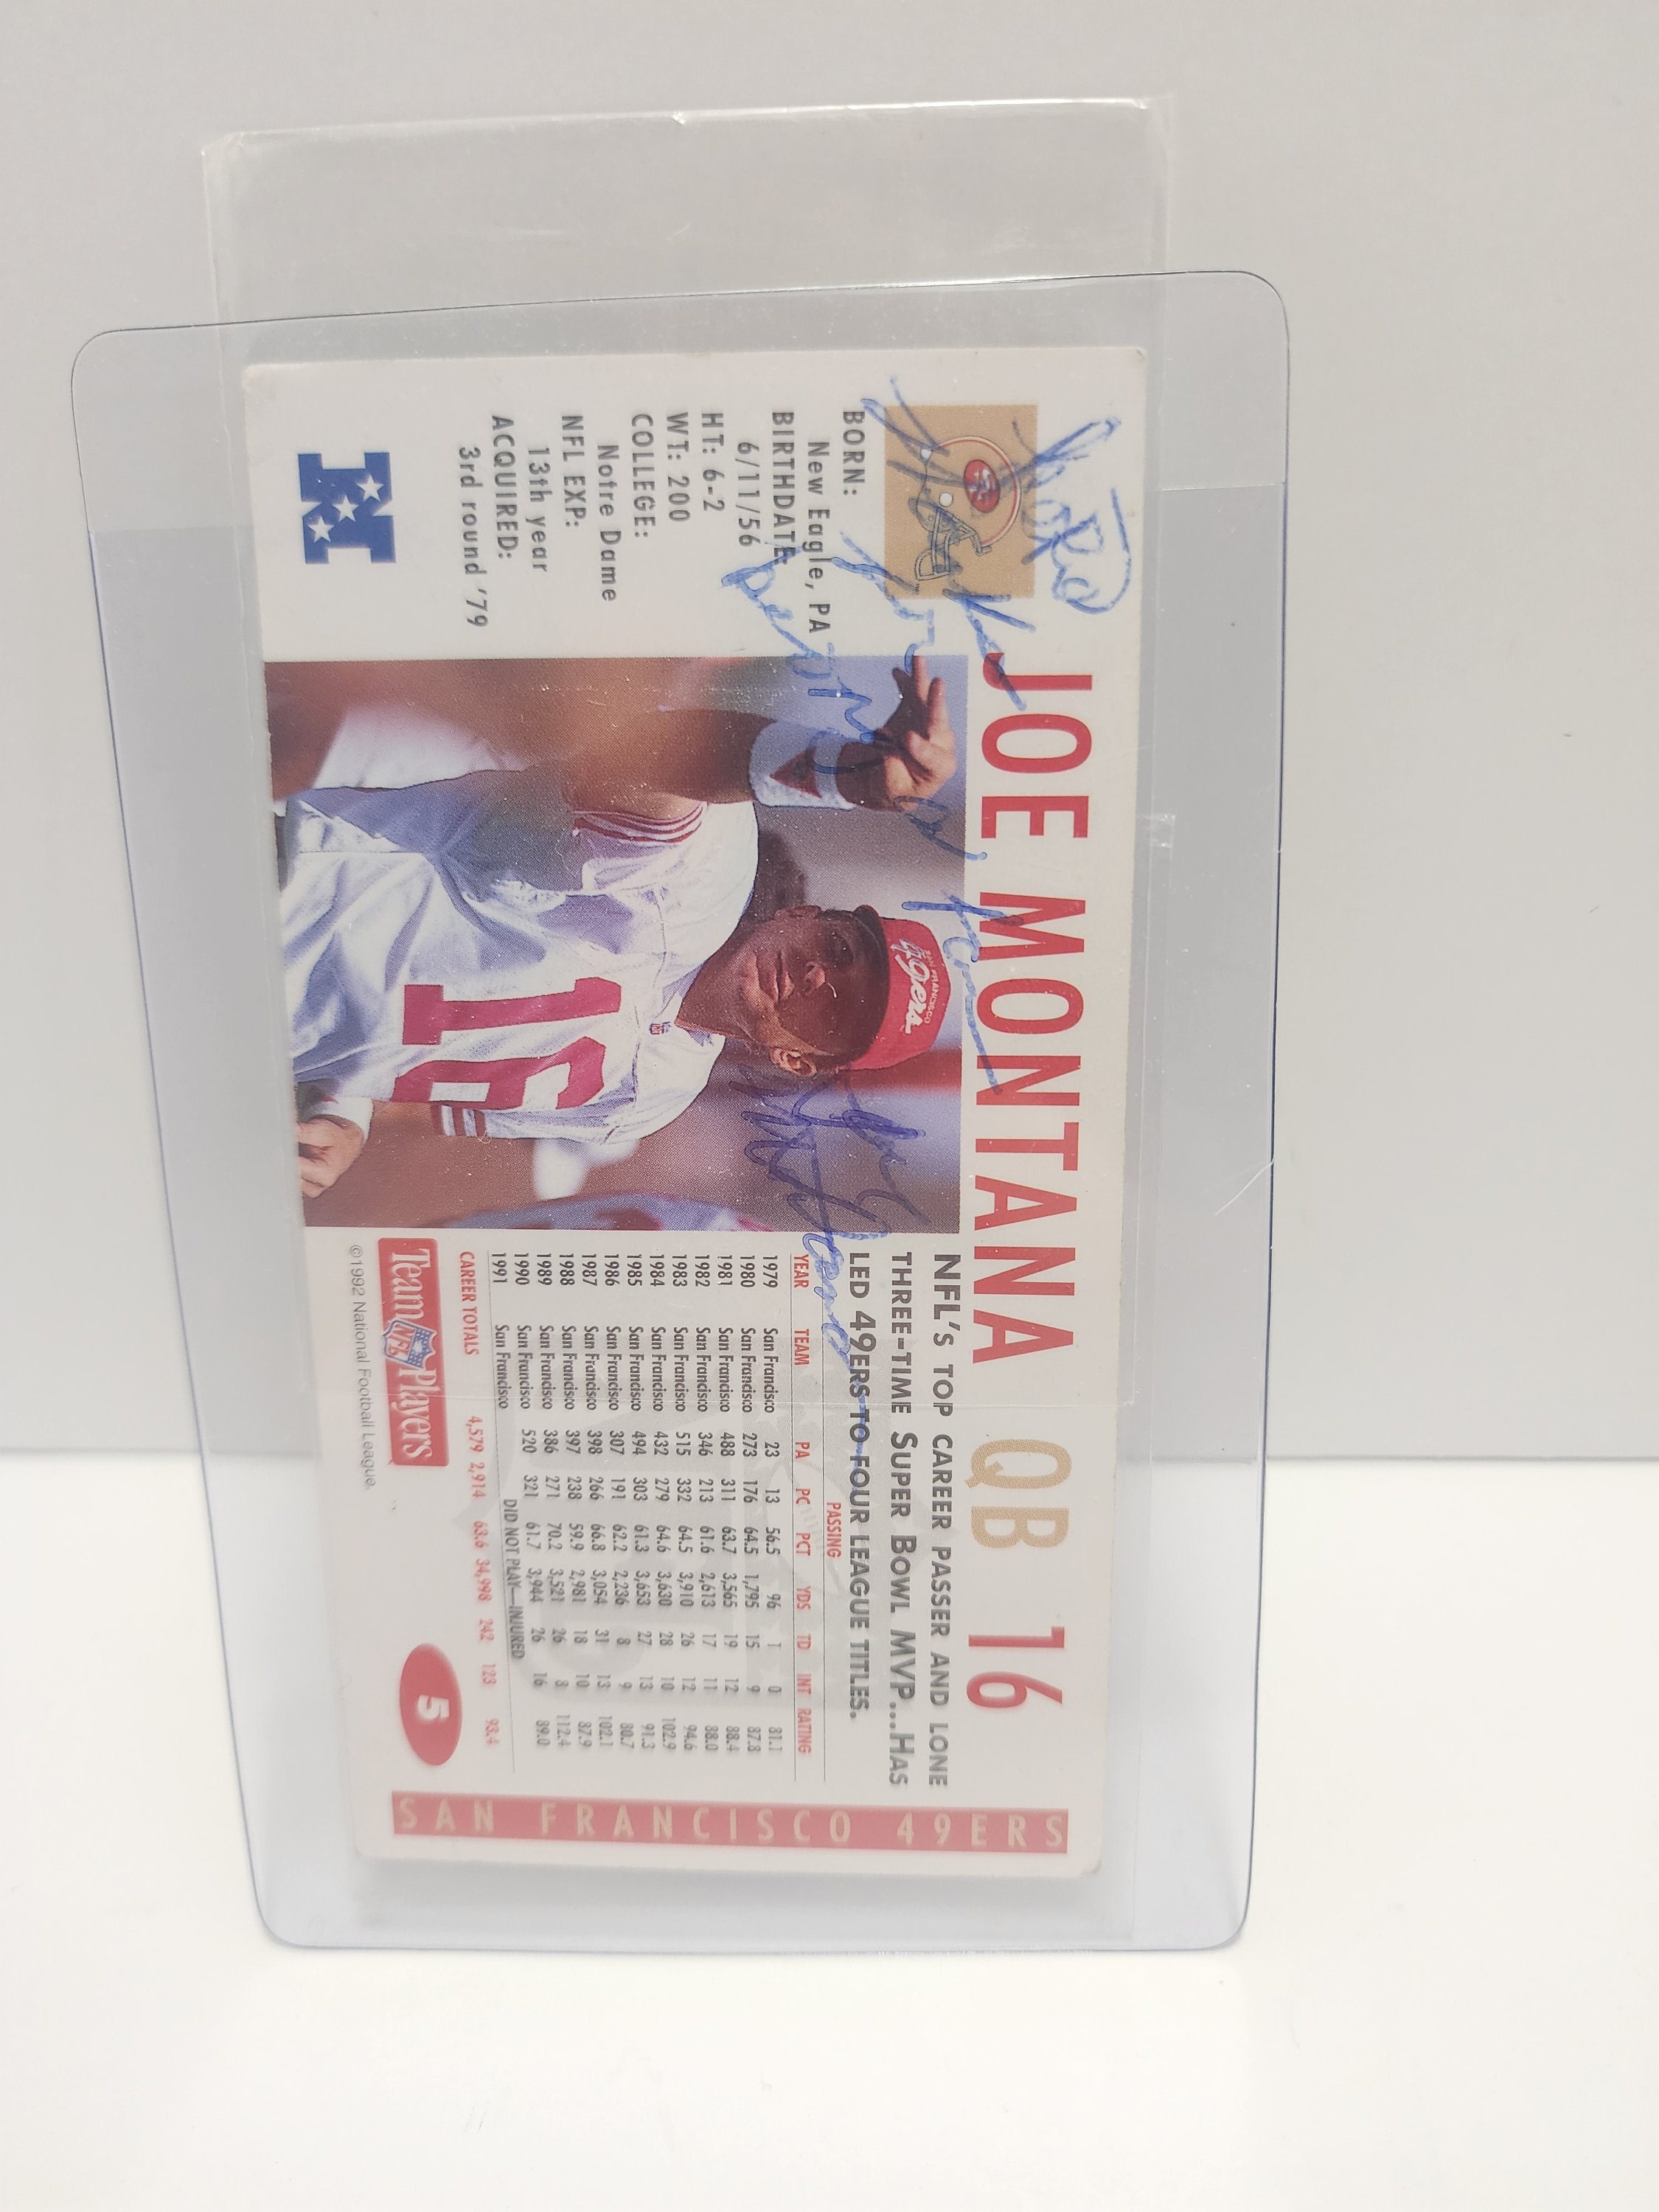 JOE MONTANA QB 16
BORN:
New Eagle, PA
BIRTHDATE:
6/11/56
HT: 6-2
WT: 200
COLLEGE:
Notre Dame
NFL EXP:
13th year
ACQUIRED:
3rd round '79
N
SAN FRANCISCO
49ers
16
NFL'S TOP CAREER PASSER AND LONE
THREE-TIME SUPER BOWL MVP...HAS
LED 49ERS TO FOUR LEAGUE TITLES.
PASSING
YEAR TEAM PA PC PCT YDS TD INT RATING
1979 San Francisco 23 13 56.5 96 1 0 81.1
1980 San Francisco 273 176 64.5 1,795 15 9 87.8
1981 San Francisco 488 311 63.7 3,565 19 12 88.4
1982 San Francisco 346 213 61.6 2,613 17 11 88.0
1983 San Francisco 515 332 64.5 3,910 26 12 94.6
1984 San Francisco 432 279 64.6 3,630 28 10 102.9
1985 San Francisco 494 303 61.3 3,653 27 13 91.3
1986 San Francisco 307 191 62.2 2,236 8 9 80.7
1987 San Francisco 398 266 66.8 3,054 31 13 102.1
1988 San Francisco 397 238 59.9 2,981 18 10 87.9
1989 San Francisco 386 271 70.2 3,521 26 8 112.4
1990 San Francisco 520 321 61.7 3,944 26 16 89.0
1991 San Francisco DID NOT PLAY—INJURED
CAREER TOTALS 4,579 2,914 63.6 34,998 242 123 93.4
Team NFL Players
5
©1992 National Football League.
SAN FRANCISCO 49ERS